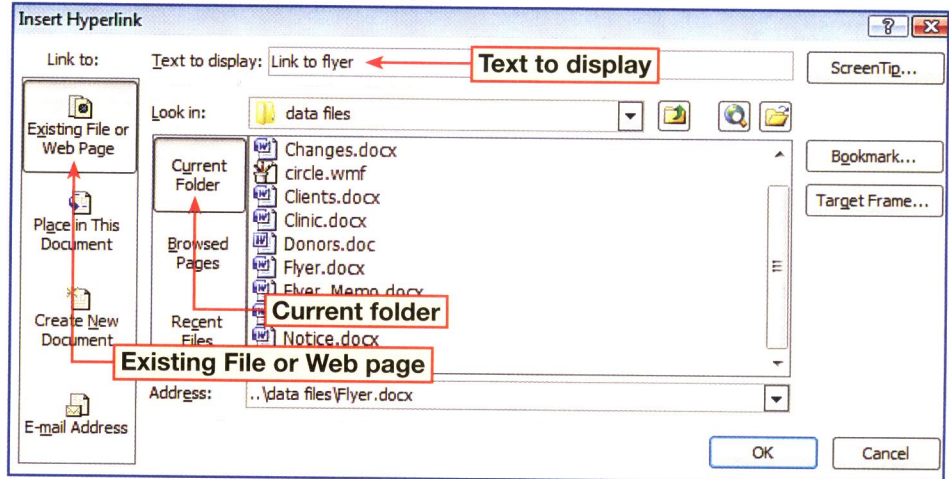 Insert Hyperlink
Link to:
Text to display: Link to flyer
Text to display
ScreenTip...
Existing File or
Web Page
Look in: data files
Current
Folder
Changes.docx
circle.wmf
Clients.docx
Clinic.docx
Donors.doc
Flyer.docx
Flyer_Memo.docx
Notice.docx
Bookmark...
Target Frame...
Place in This
Document
Browsed
Pages
Current folder
Create New
Document
Recent
Files
Existing File or Web page
E-mail Address
Address: ..\data files\Flyer.docx
OK
Cancel